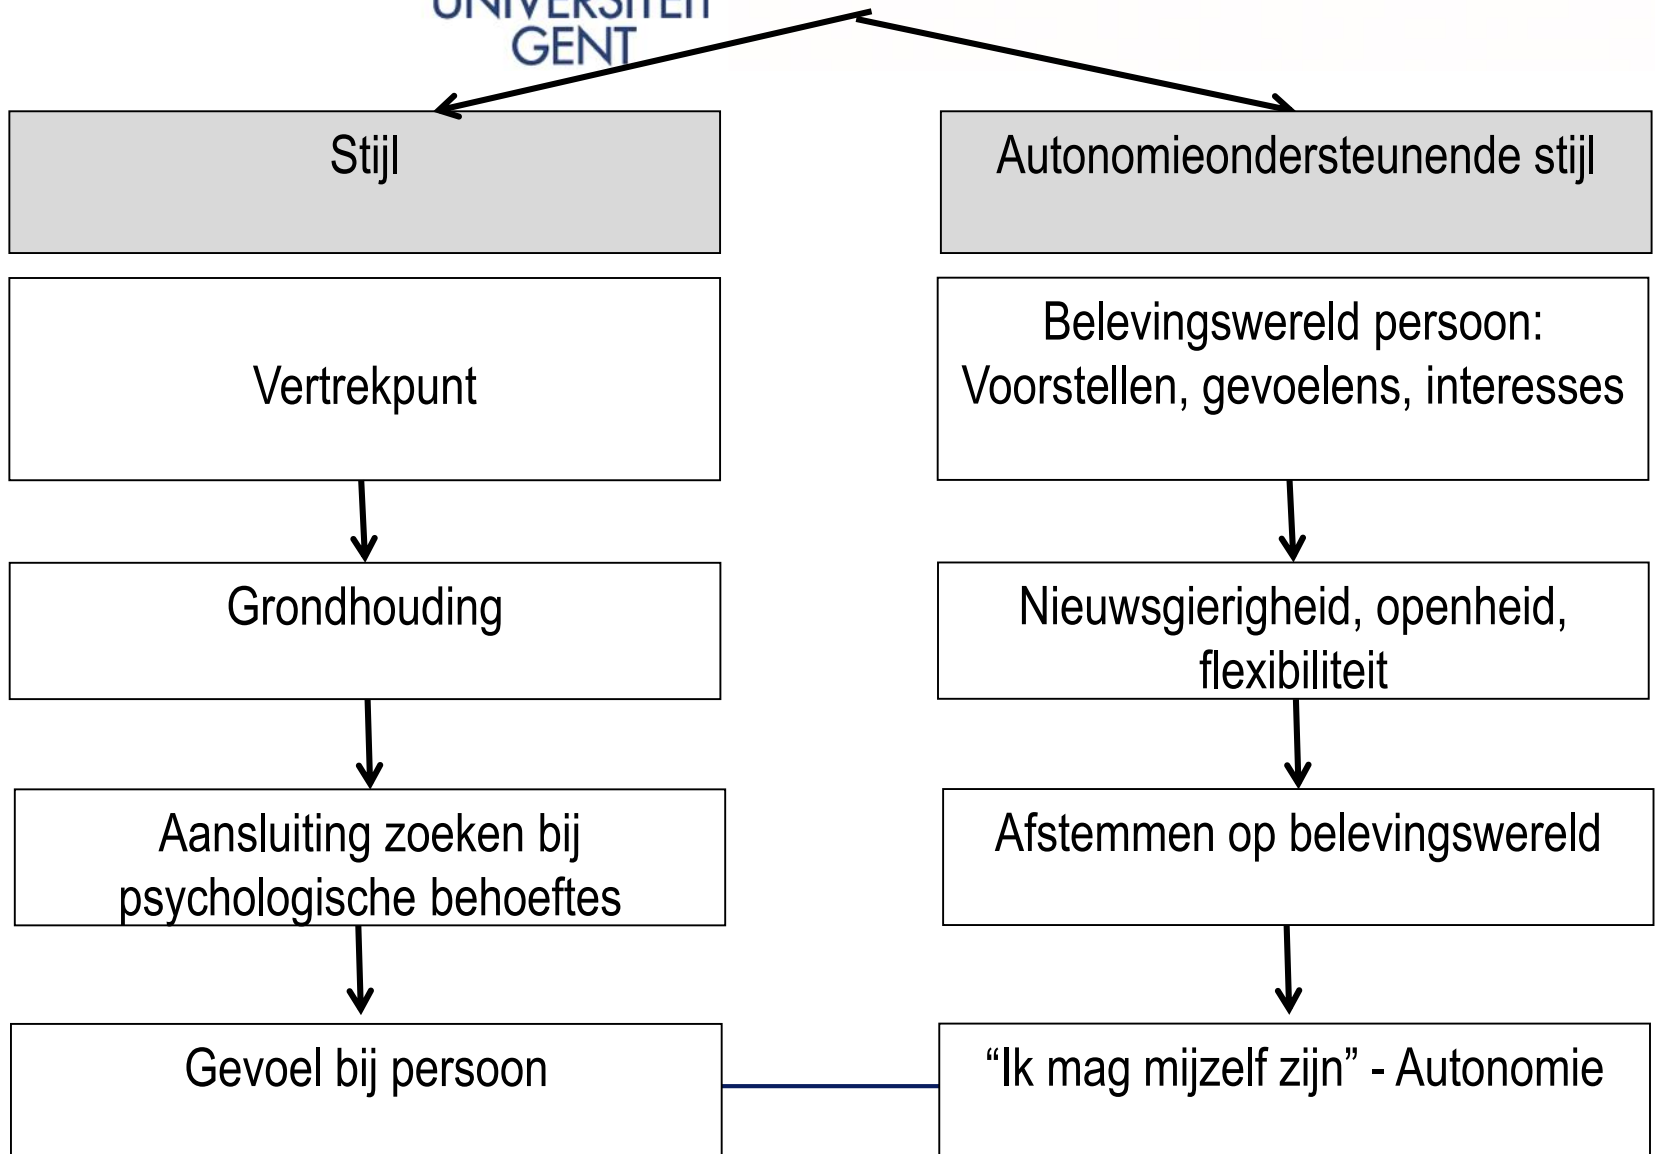 UNIVERSITEIT
GENT
Stijl
Autonomieondersteunende stijl
Vertrekpunt
Belevingswereld persoon:
Voorstellen, gevoelens, interesses
Grondhouding
Nieuwsgierigheid, openheid,
flexibiliteit
Aansluiting zoeken bij
psychologische behoeftes
Afstemmen op belevingswereld
Gevoel bij persoon
“Ik mag mijzelf zijn” - Autonomie